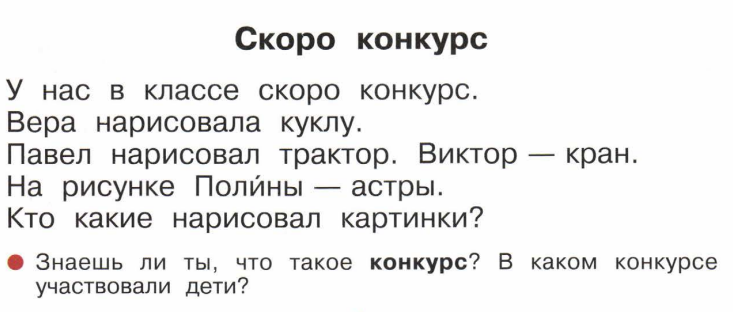 Скоро конкурс
У нас в классе скоро конкурс.
Вера нарисовала куклу.
Павел нарисовал трактор. Виктор — кран.
На рисунке Поли́ны — астры.
Кто какие нарисовал картинки?
● Знаешь ли ты, что такое конкурс? В каком конкурсе
участвовали дети?